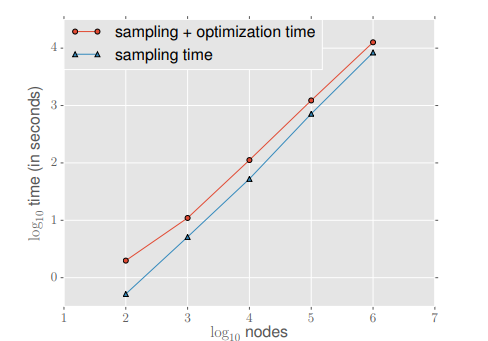 sampling + optimization time
sampling time
log10 time (in seconds)
4
3
2
1
0
1 2 3 4 5 6 7
log10 nodes